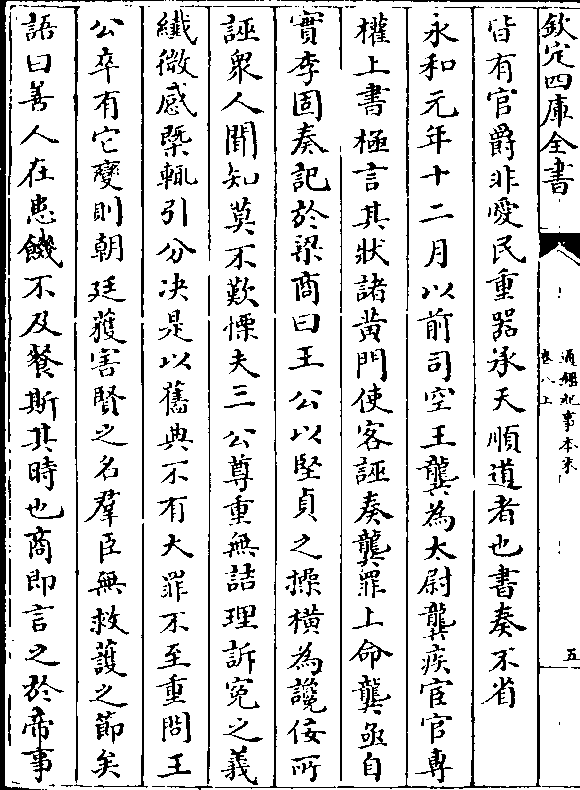 欽定四庫全書
通鑑紀事本末
卷八上
五
皆有官爵非愛民重器承天順道者也書奏不省
永和元年十二月以前司空王龔為太尉龔疾宦官專
權上書極言其狀諸黃門使客誣奏龔罪上命龔亟自
實李固奏記於梁商曰王公以堅貞之操橫為讒佞所
誣衆人聞知莫不歎慄夫三公尊重無詰理訴寃之義
纎微感槩輒引分决是以舊典不有大罪不至重問王
公卒有它變則朝廷獲害賢之名羣臣無救護之節矣
語曰善人在患饑不及餐斯其時也商即言之於帝事